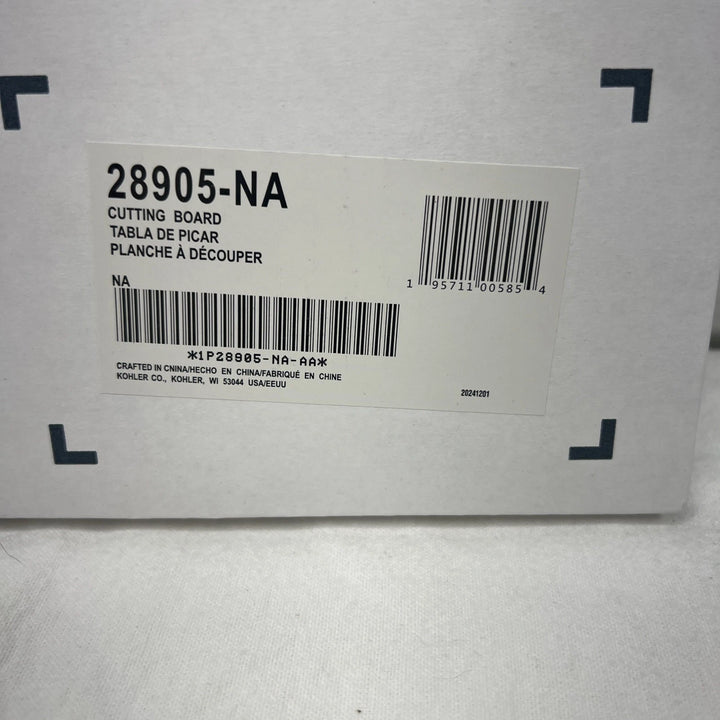 28905-NA
CUTTING BOARD
TABLA DE PICAR
PLANCHE À DÉCOUPER
NA
*1P28905-NA-AA*
CRAFTED IN CNINA/HECHO EN CHINA/FABRIQUÉ EN CHINE
KOHLER CO., KOHLER, WI 53044 USA/EEUU
1 95711 00585 4
20241201